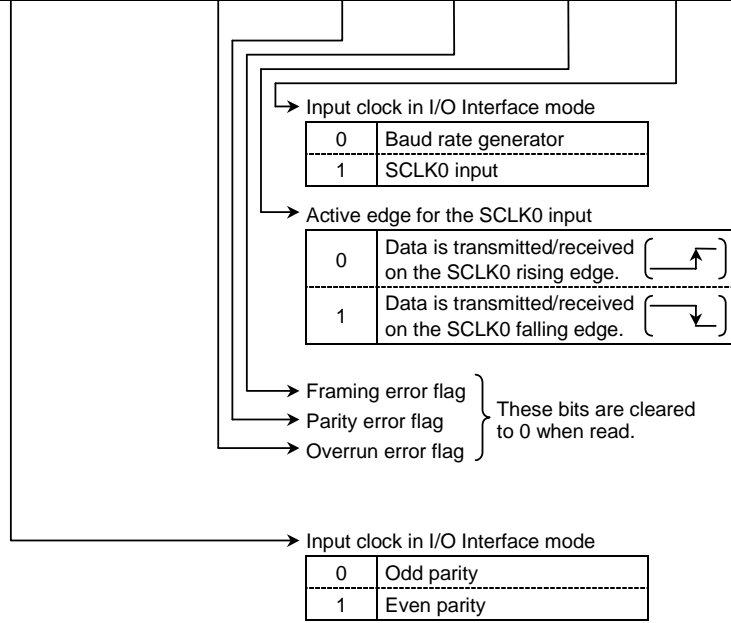 Input clock in I/O Interface mode
0 Baud rate generator
1 SCLK0 input
Active edge for the SCLK0 input
0 Data is transmitted/received
on the SCLK0 rising edge.
1 Data is transmitted/received
on the SCLK0 falling edge.
Framing error flag
Parity error flag
Overrun error flag
These bits are cleared
to 0 when read.
Input clock in I/O Interface mode
0 Odd parity
1 Even parity